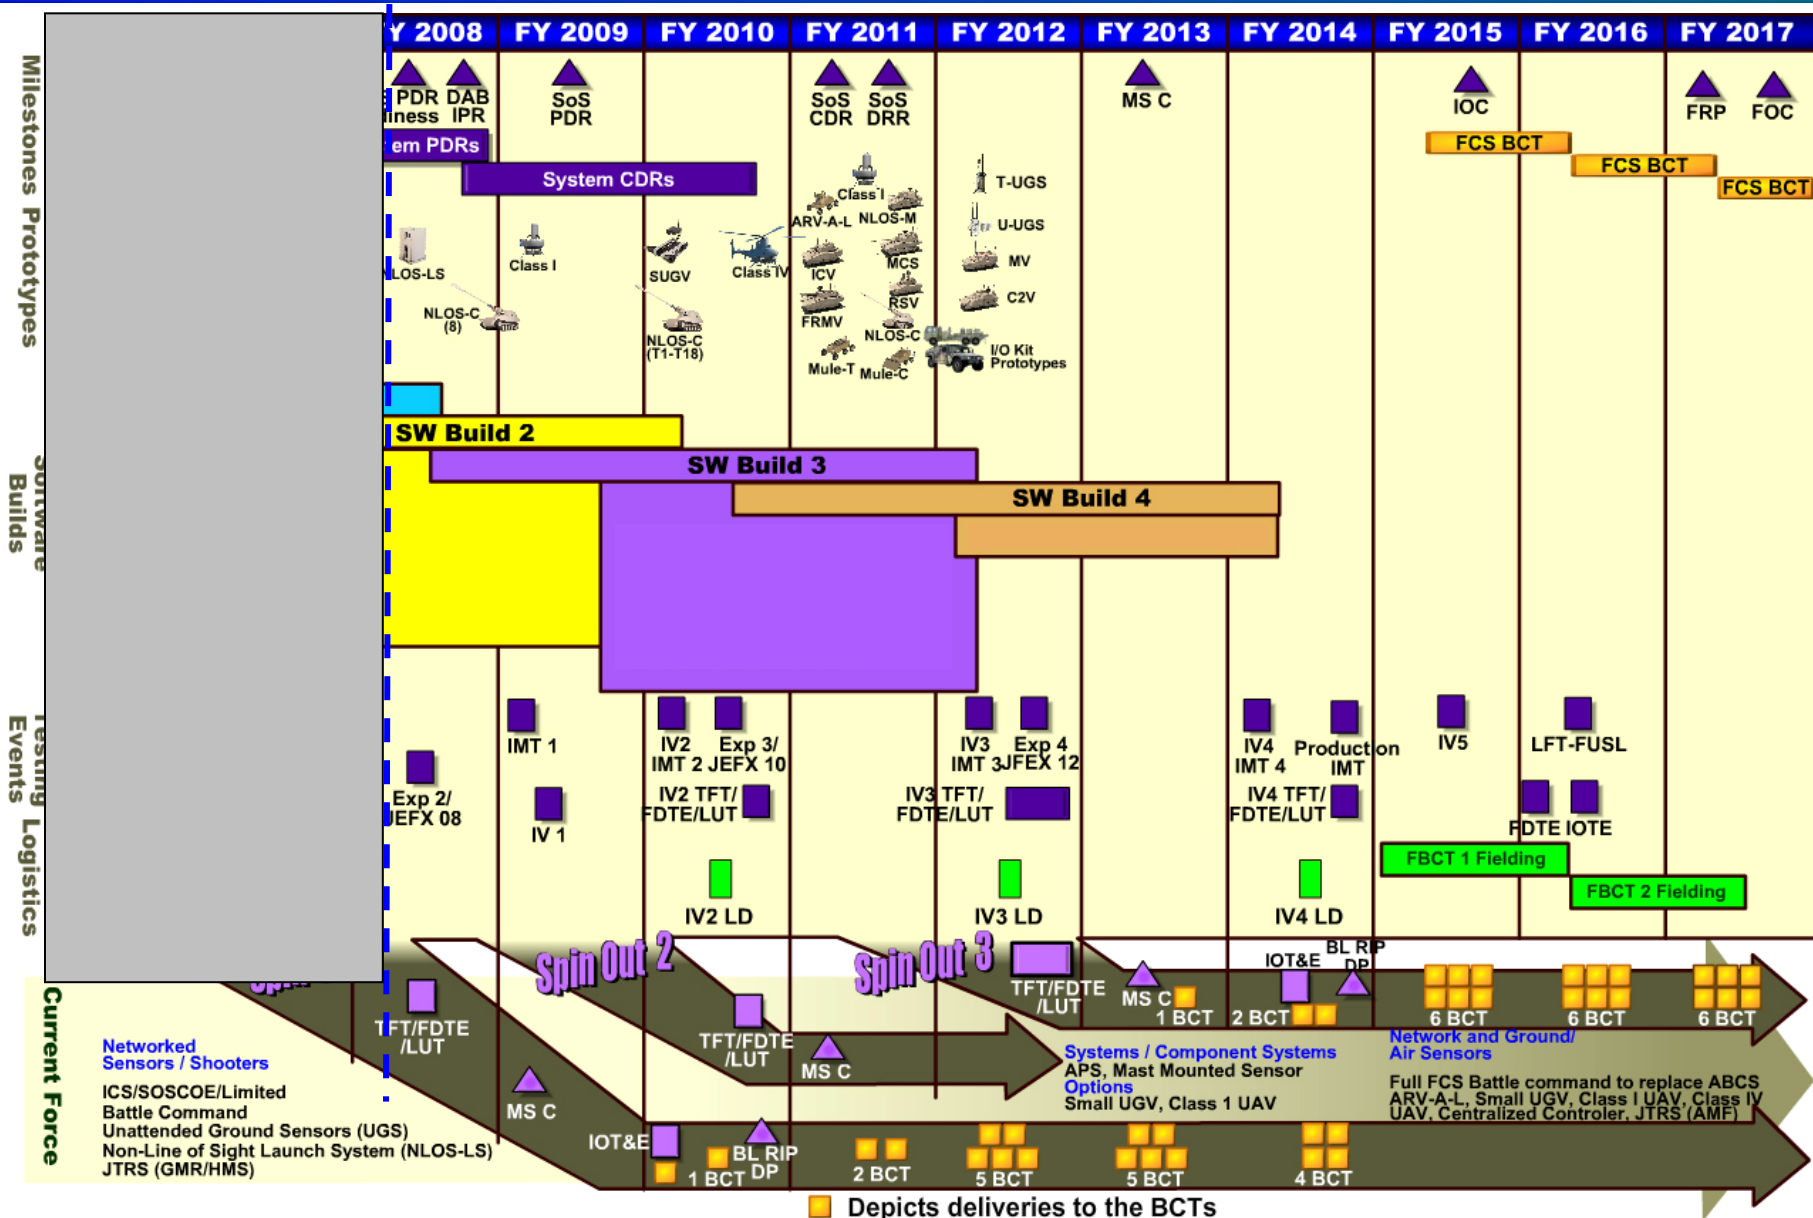 Y 2008 FY 2009 FY 2010 FY 2011 FY 2012 FY 2013 FY 2014 FY 2015 FY 2016 FY 2017
Milestones
PDR
iness
DAB
IPR
SoS
PDR
SoS
CDR
SoS
DRR
MS C
IOC
FRP
FOC
em PDRs
System CDRs
FCS BCT
FCS BCT
FCS BCT
Prototypes
LOS-LS
NLOS-C
(8)
Class I
SUGV
NLOS-C
(T1-T18)
Class IV
Class I
ARV-A-L
NLOS-M
ICV
MCS
RSV
FRMV
NLOS-C
Mule-T
Mule-C
T-UGS
U-UGS
MV
C2V
I/O Kit
Prototypes
Software
Builds
SW Build 2
SW Build 3
SW Build 4
Testing
Events
IMT 1
IV2
IMT 2
Exp 3/
JEFX 10
IV3
IMT 3
Exp 4
JFEX 12
IV4
IMT 4
Production
IMT
IV5
LFT-FUSL
Exp 2/
JEFX 08
IV 1
IV2 TFT/
FDTE/LUT
IV3 TFT/
FDTE/LUT
IV4 TFT/
FDTE/LUT
FDTE
IOTE
Logistics
FBCT 1 Fielding
FBCT 2 Fielding
IV2 LD
IV3 LD
IV4 LD
Current Force
Spin Out 2
Spin Out 3
TFT/FDTE
/LUT
MS C
1 BCT
IOT&E
2 BCT
BL RIP
DP
6 BCT
6 BCT
6 BCT
TFT/FDTE
/LUT
TFT/FDTE
/LUT
MS C
MS C
Networked
Sensors / Shooters
ICS/SOSCOE/Limited
Battle Command
Unattended Ground Sensors (UGS)
Non-Line of Sight Launch System (NLOS-LS)
JTRS (GMR/HMS)
Systems / Component Systems
APS, Mast Mounted Sensor
Options
Small UGV, Class 1 UAV
Network and Ground/
Air Sensors
Full FCS Battle command to replace ABCS
ARV-A-L, Small UGV, Class I UAV, Class IV
UAV, Centralized Controler, JTRS (AMF)
IOT&E
1 BCT
BL RIP
DP
2 BCT
5 BCT
5 BCT
4 BCT
Depicts deliveries to the BCTs